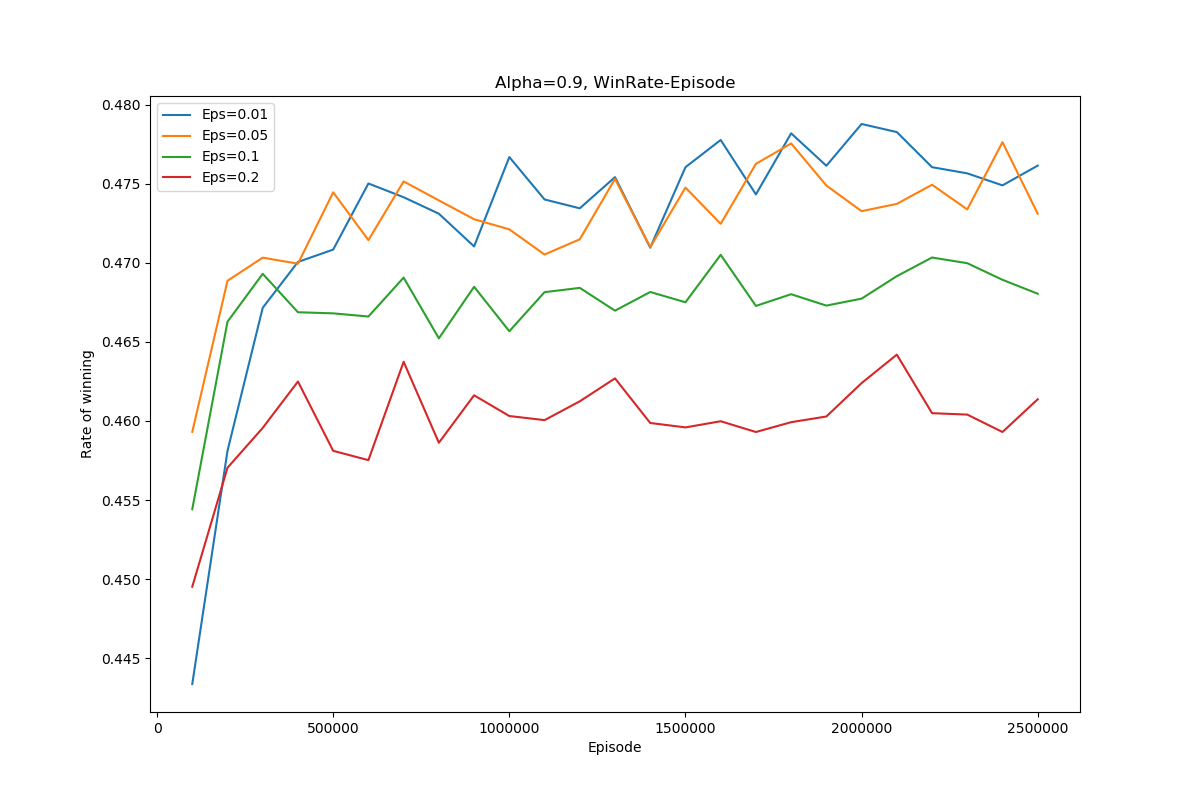 Alpha=0.9, WinRate-Episode
Eps=0.01
Eps=0.05
Eps=0.1
Eps=0.2
Rate of winning
0.480
0.475
0.470
0.465
0.460
0.455
0.450
0.445
0 500000 1000000 1500000 2000000 2500000
Episode